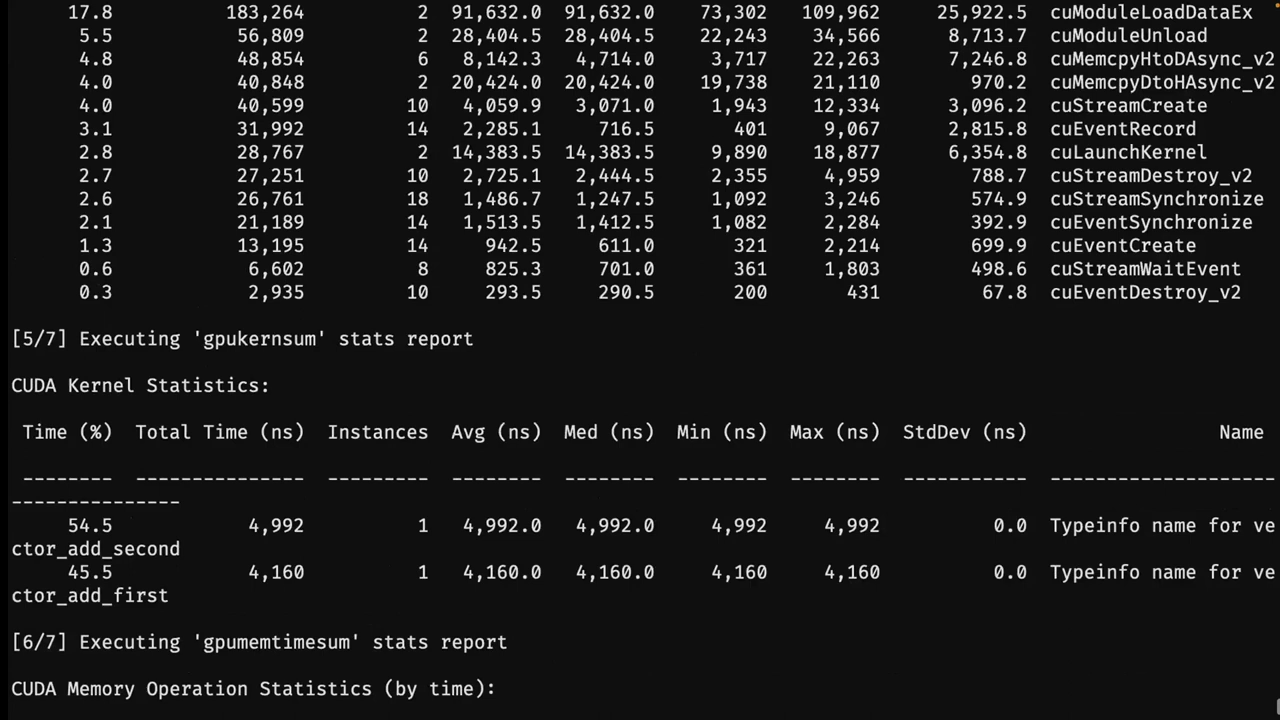 17.8 183,264 2 91,632.0 91,632.0 73,302 109,962 25,922.5 cuModuleLoadDataEx
5.5 56,809 2 28,404.5 28,404.5 22,243 34,566 8,713.7 cuModuleUnload
4.8 48,854 6 8,142.3 4,714.0 3,717 22,263 7,246.8 cuMemcpyHtoDAsync_v2
4.0 40,848 2 20,424.0 20,424.0 19,738 21,110 970.2 cuMemcpyDtoHAsync_v2
4.0 40,599 10 4,059.9 3,071.0 1,943 12,334 3,096.2 cuStreamCreate
3.1 31,992 14 2,285.1 716.5 401 9,067 2,815.8 cuEventRecord
2.8 28,767 2 14,383.5 14,383.5 9,890 18,877 6,354.8 cuLaunchKernel
2.7 27,251 10 2,725.1 2,444.5 2,355 4,959 788.7 cuStreamDestroy_v2
2.6 26,761 18 1,486.7 1,247.5 1,092 3,246 574.9 cuStreamSynchronize
2.1 21,189 14 1,513.5 1,412.5 1,082 2,284 392.9 cuEventSynchronize
1.3 13,195 14 942.5 611.0 321 2,214 699.9 cuEventCreate
0.6 6,602 8 825.3 701.0 361 1,803 498.6 cuStreamWaitEvent
0.3 2,935 10 293.5 290.5 200 431 67.8 cuEventDestroy_v2
[5/7] Executing 'gpukernsum' stats report
CUDA Kernel Statistics:
Time (%) Total Time (ns) Instances Avg (ns) Med (ns) Min (ns) Max (ns) StdDev (ns) Name
-------- --------------- --------- -------- -------- -------- -------- ----------- --------------------
---------------
54.5 4,992 1 4,992.0 4,992.0 4,992 4,992 0.0 Typeinfo name for ve
ctor_add_second
45.5 4,160 1 4,160.0 4,160.0 4,160 4,160 0.0 Typeinfo name for ve
ctor_add_first
[6/7] Executing 'gpumemtimesum' stats report
CUDA Memory Operation Statistics (by time):